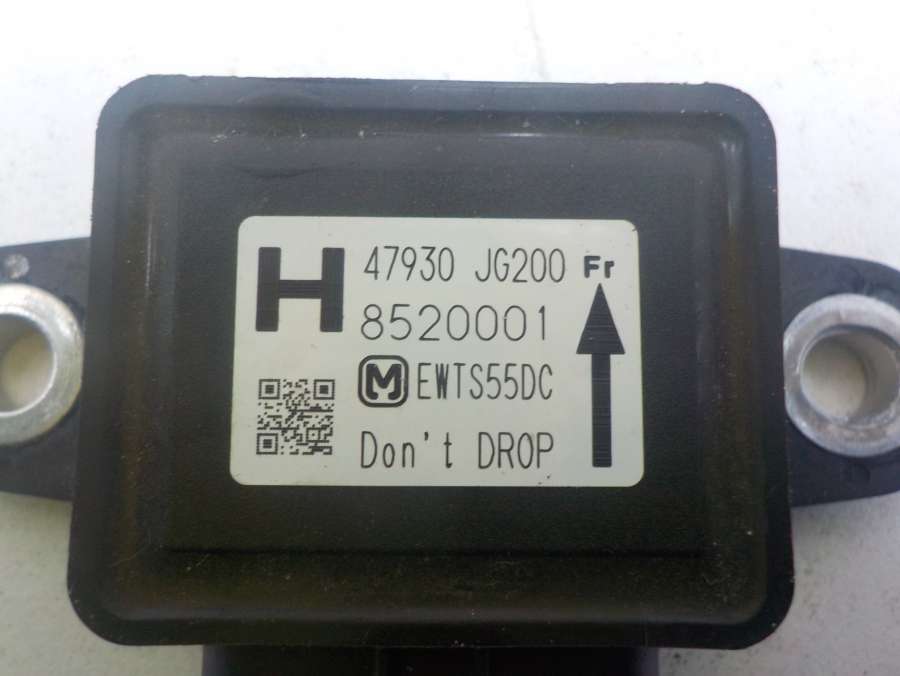 H 47930 JG200 Fr
8520001
M EWTS55DC
Don't DROP